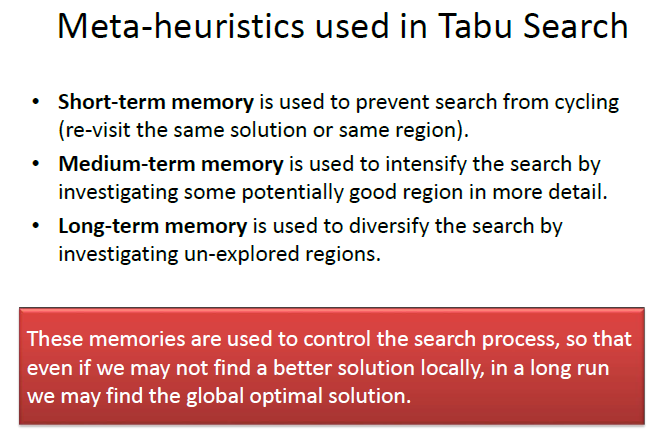 Meta-heuristics used in Tabu Search
• Short-term memory is used to prevent search from cycling
(re-visit the same solution or same region).
• Medium-term memory is used to intensify the search by
investigating some potentially good region in more detail.
• Long-term memory is used to diversify the search by
investigating un-explored regions.
These memories are used to control the search process, so that
even if we may not find a better solution locally, in a long run
we may find the global optimal solution.